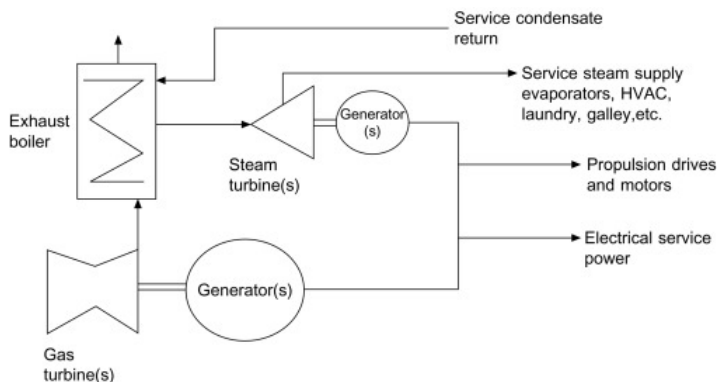 Service condensate
return
Service steam supply
evaporators, HVAC,
laundry, galley,etc.
Exhaust
boiler
Generator
(s)
Steam
turbine(s)
Propulsion drives
and motors
Electrical service
power
Generator(s)
Gas
turbine(s)